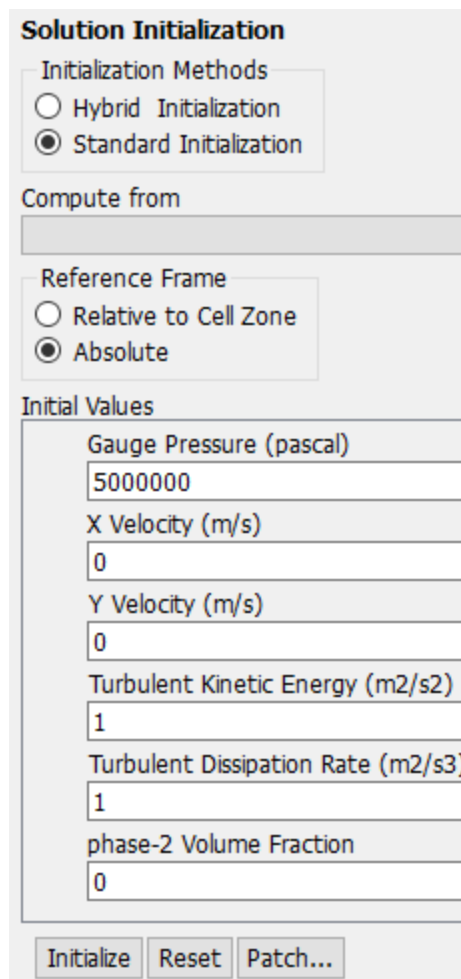 Solution Initialization
Initialization Methods
Hybrid Initialization
Standard Initialization
Compute from
Reference Frame
Relative to Cell Zone
Absolute
Initial Values
Gauge Pressure (pascal)
5000000
X Velocity (m/s)
0
Y Velocity (m/s)
0
Turbulent Kinetic Energy (m2/s2)
1
Turbulent Dissipation Rate (m2/s3)
1
phase-2 Volume Fraction
0
Initialize Reset Patch...